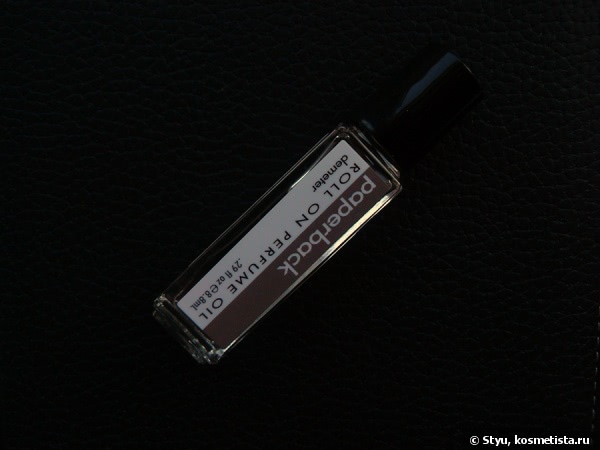 demeter
paperback
ROLL ON PERFUME OIL
.29 fl oz ℮ 8.8mL
© Styu, kosmetista.ru